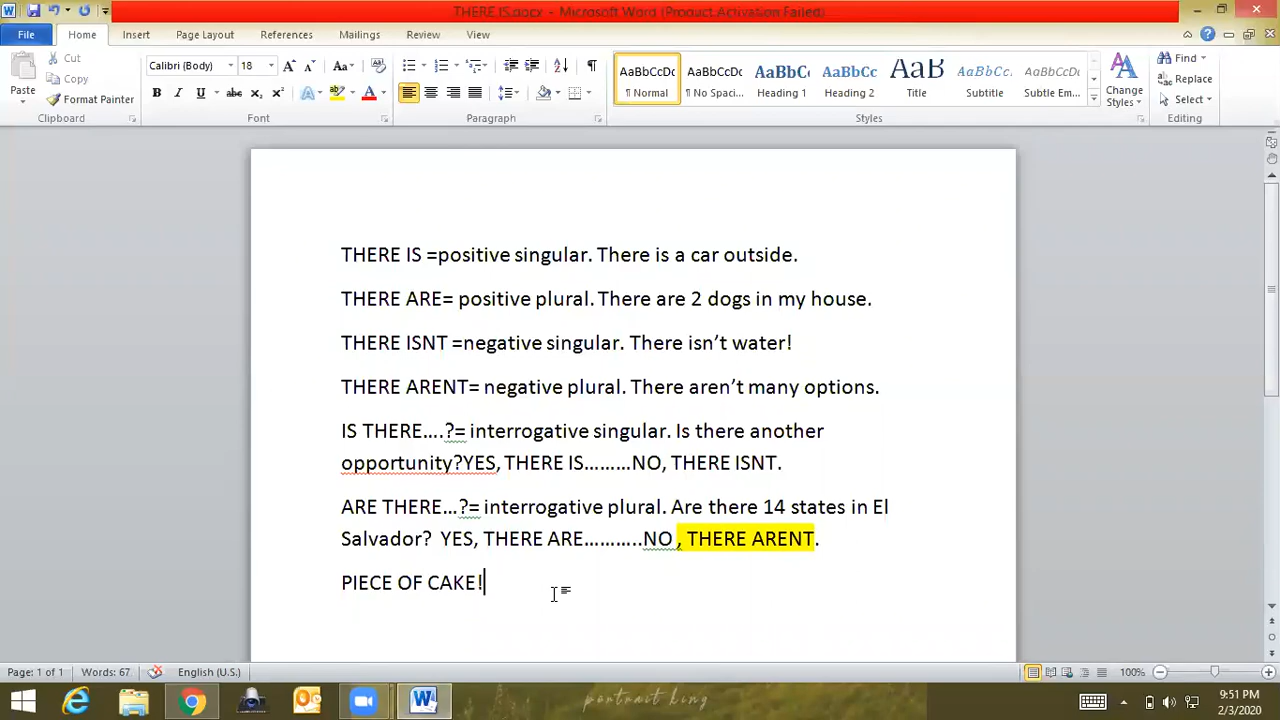 THERE IS.docx - Microsoft Word (Product Activation Failed)
File Home Insert Page Layout References Mailings Review View
Paste
Cut
Copy
Format Painter
Clipboard
Calibri (Body) 18
Font
Paragraph
AaBbCcDc AaBbCcDc AaBbCc AaBbCc AaB AaBbCcI AaBbCcDc
¶ Normal ¶ No Spaci... Heading 1 Heading 2 Title Subtitle Subtle Em...
Change Styles
Styles
Find
Replace
Select
Editing
THERE IS =positive singular. There is a car outside.
THERE ARE= positive plural. There are 2 dogs in my house.
THERE ISNT =negative singular. There isn’t water!
THERE ARENT= negative plural. There aren’t many options.
IS THERE….?= interrogative singular. Is there another
opportunity?YES, THERE IS………NO, THERE ISNT.
ARE THERE…?= interrogative plural. Are there 14 states in El
Salvador? YES, THERE ARE………..NO , THERE ARENT.
PIECE OF CAKE!
Page: 1 of 1 Words: 67 English (U.S.) 100%
portrait king
9:51 PM
2/3/2020